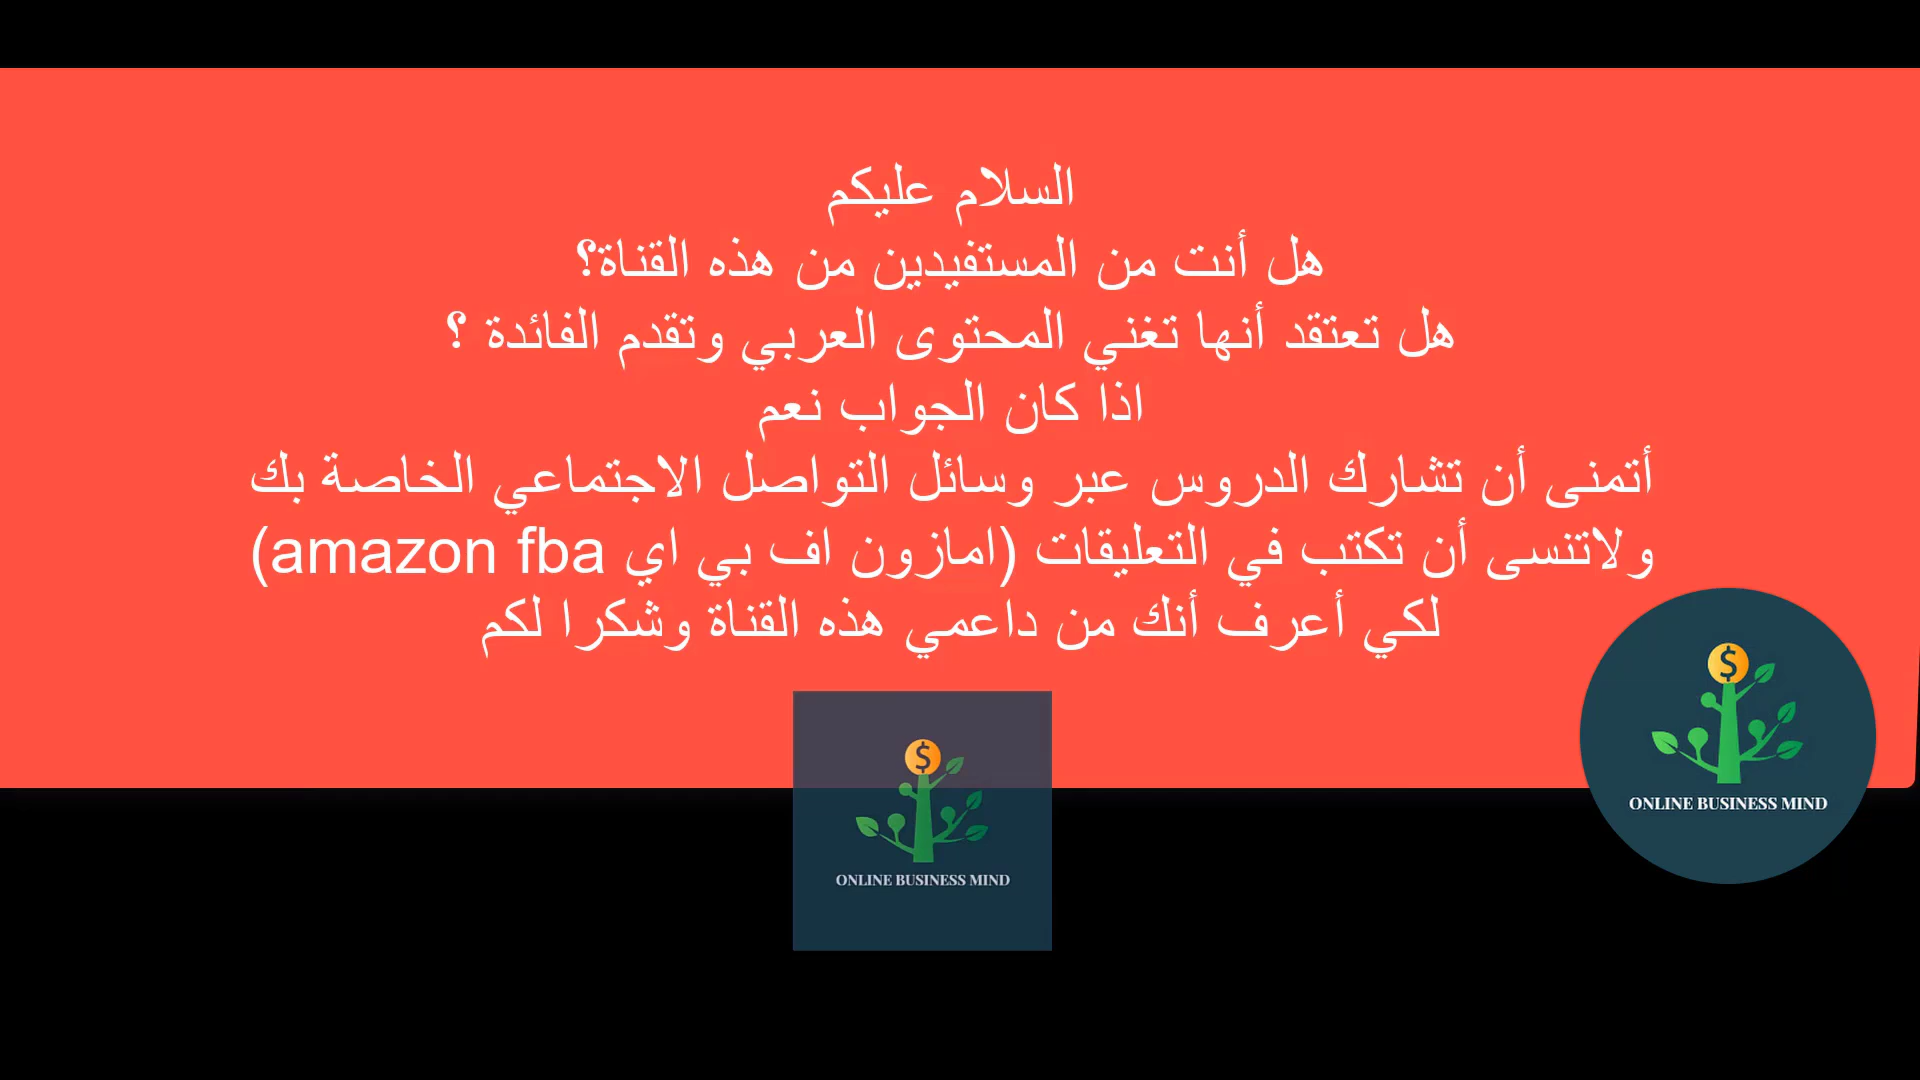 السلام عليكم
هل أنت من المستفيدين من هذه القناة؟
هل تعتقد أنها تغني المحتوى العربي وتقدم الفائدة ؟
اذا كان الجواب نعم
أتمنى أن تشارك الدروس عبر وسائل التواصل الاجتماعي الخاصة بك
ولاتنسى أن تكتب في التعليقات (امازون اف بي اي amazon fba)
لكي أعرف أنك من داعمي هذه القناة وشكرا لكم
$
ONLINE BUSINESS MIND
$
ONLINE BUSINESS MIND